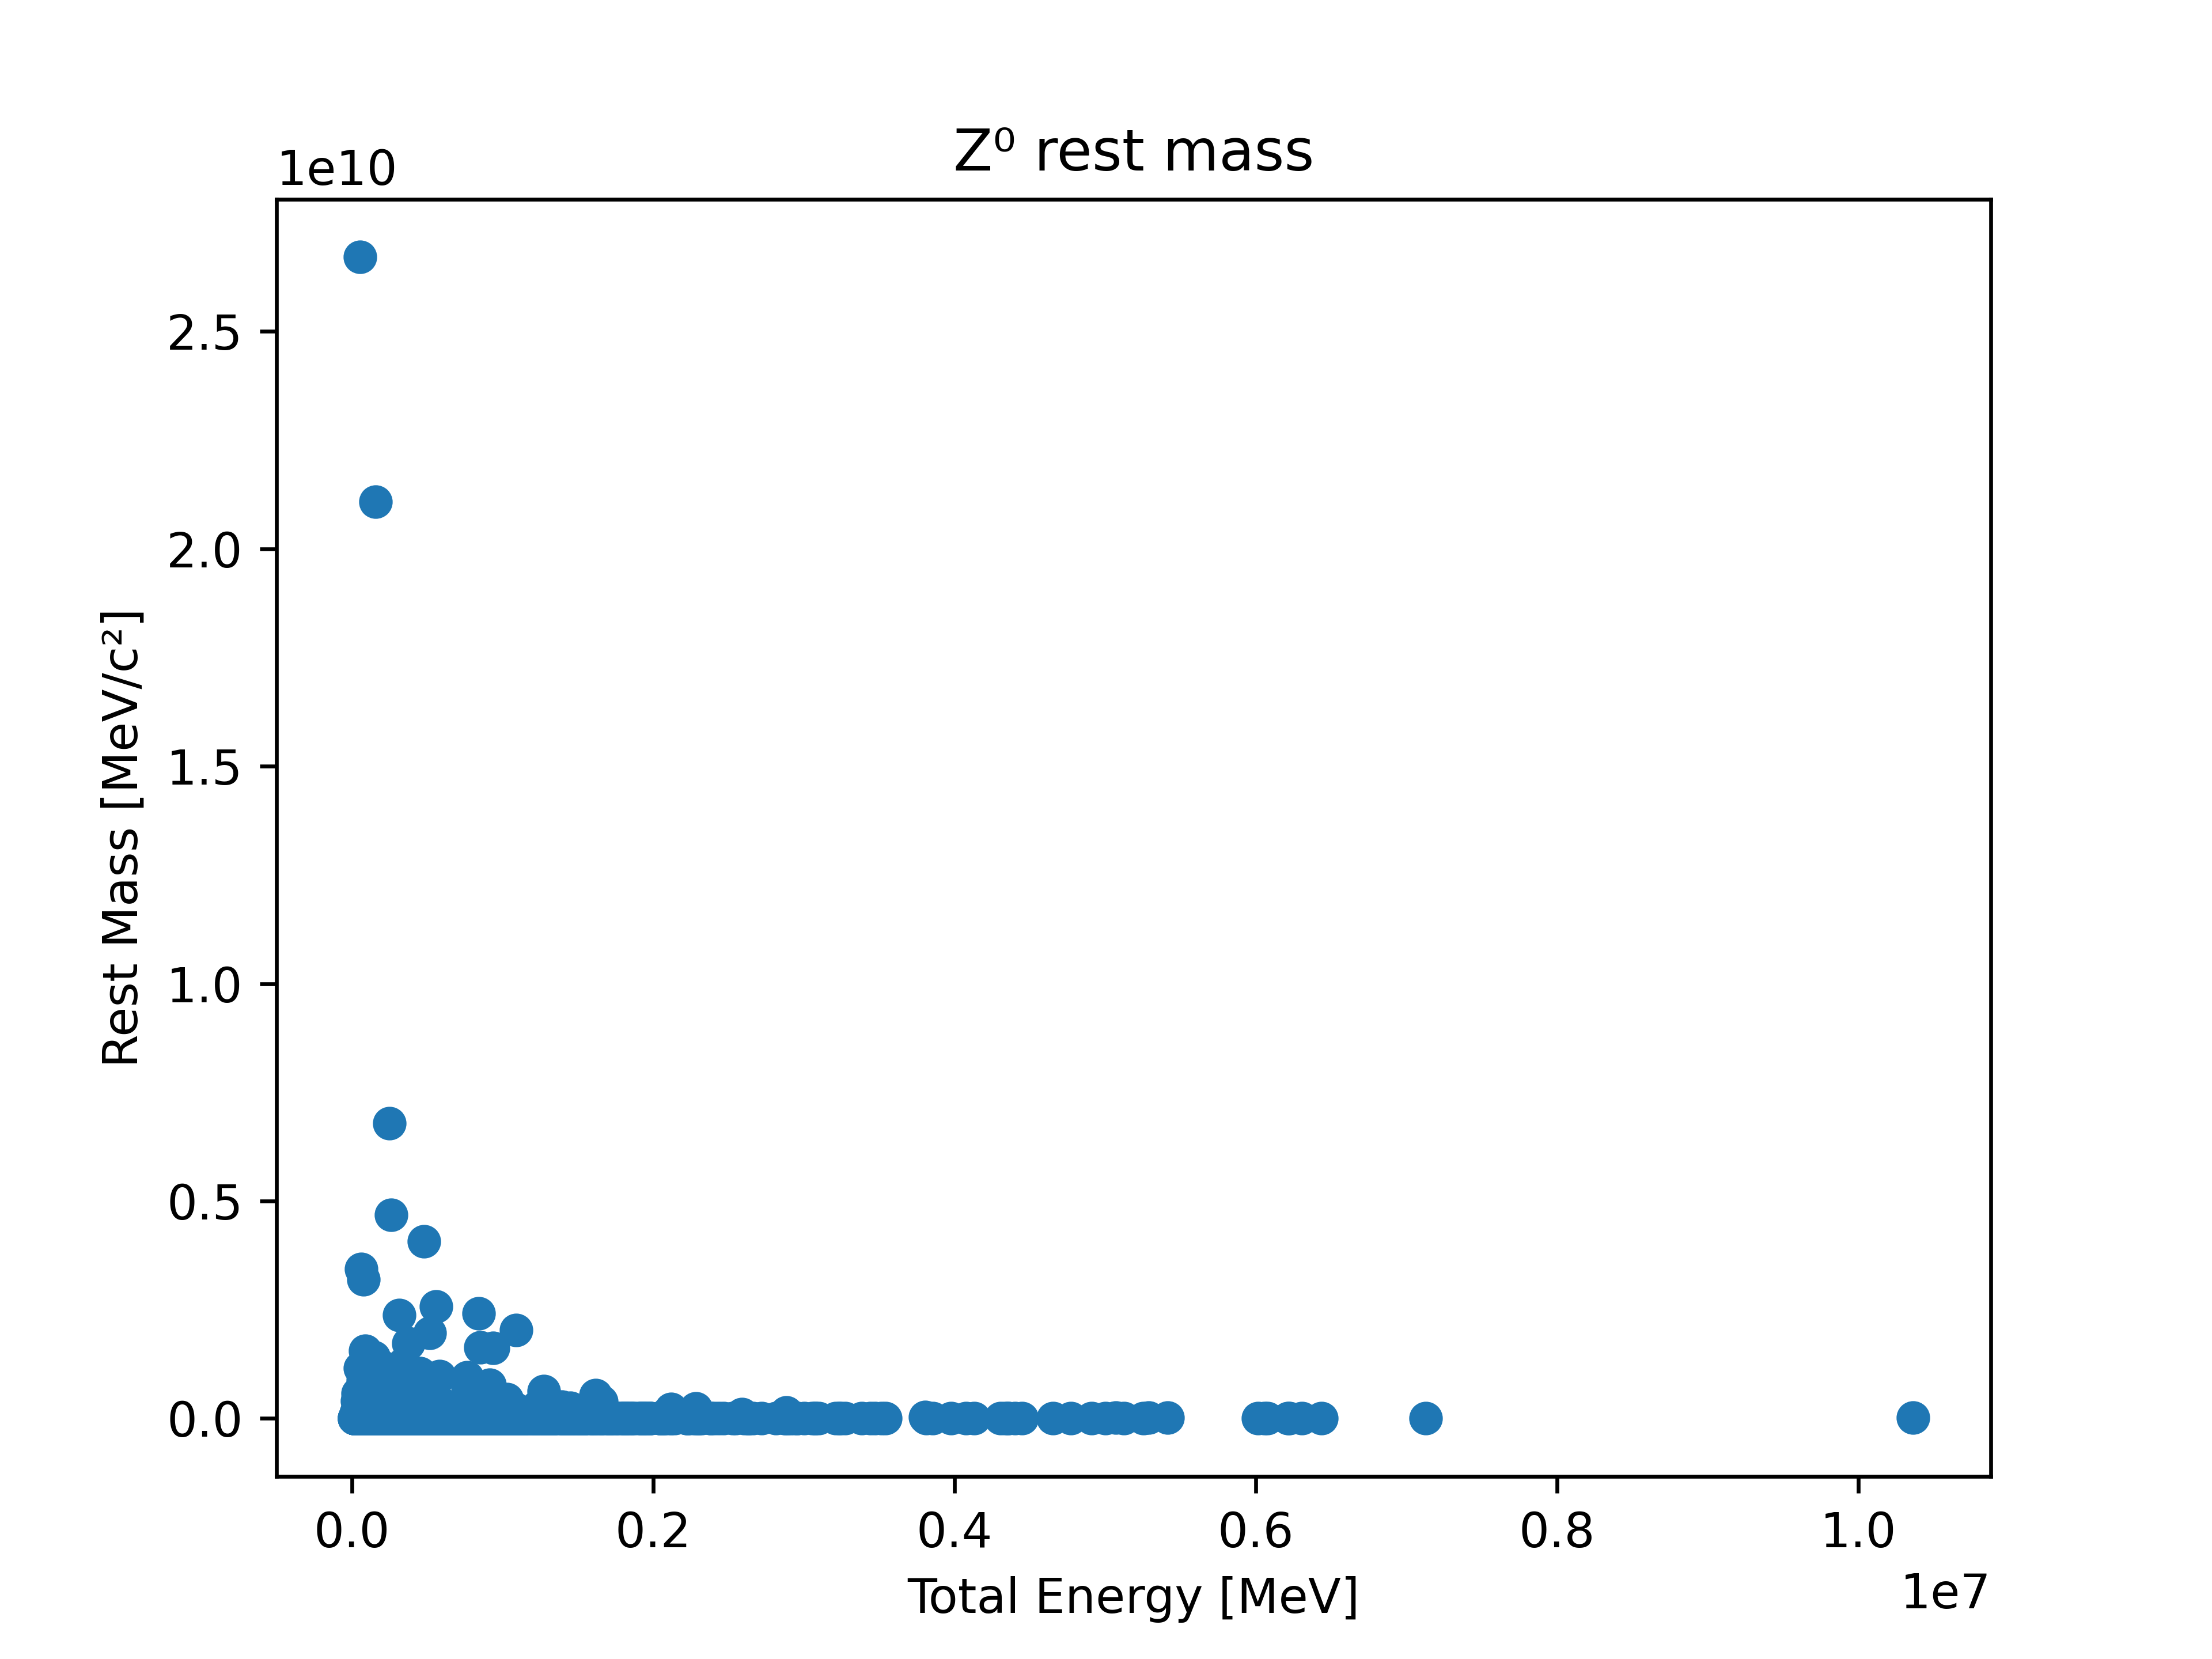 Z⁰ rest mass
1e10
2.5
2.0
1.5
1.0
0.5
0.0
Rest Mass [MeV/c²]
0.0 0.2 0.4 0.6 0.8 1.0
Total Energy [MeV]
1e7